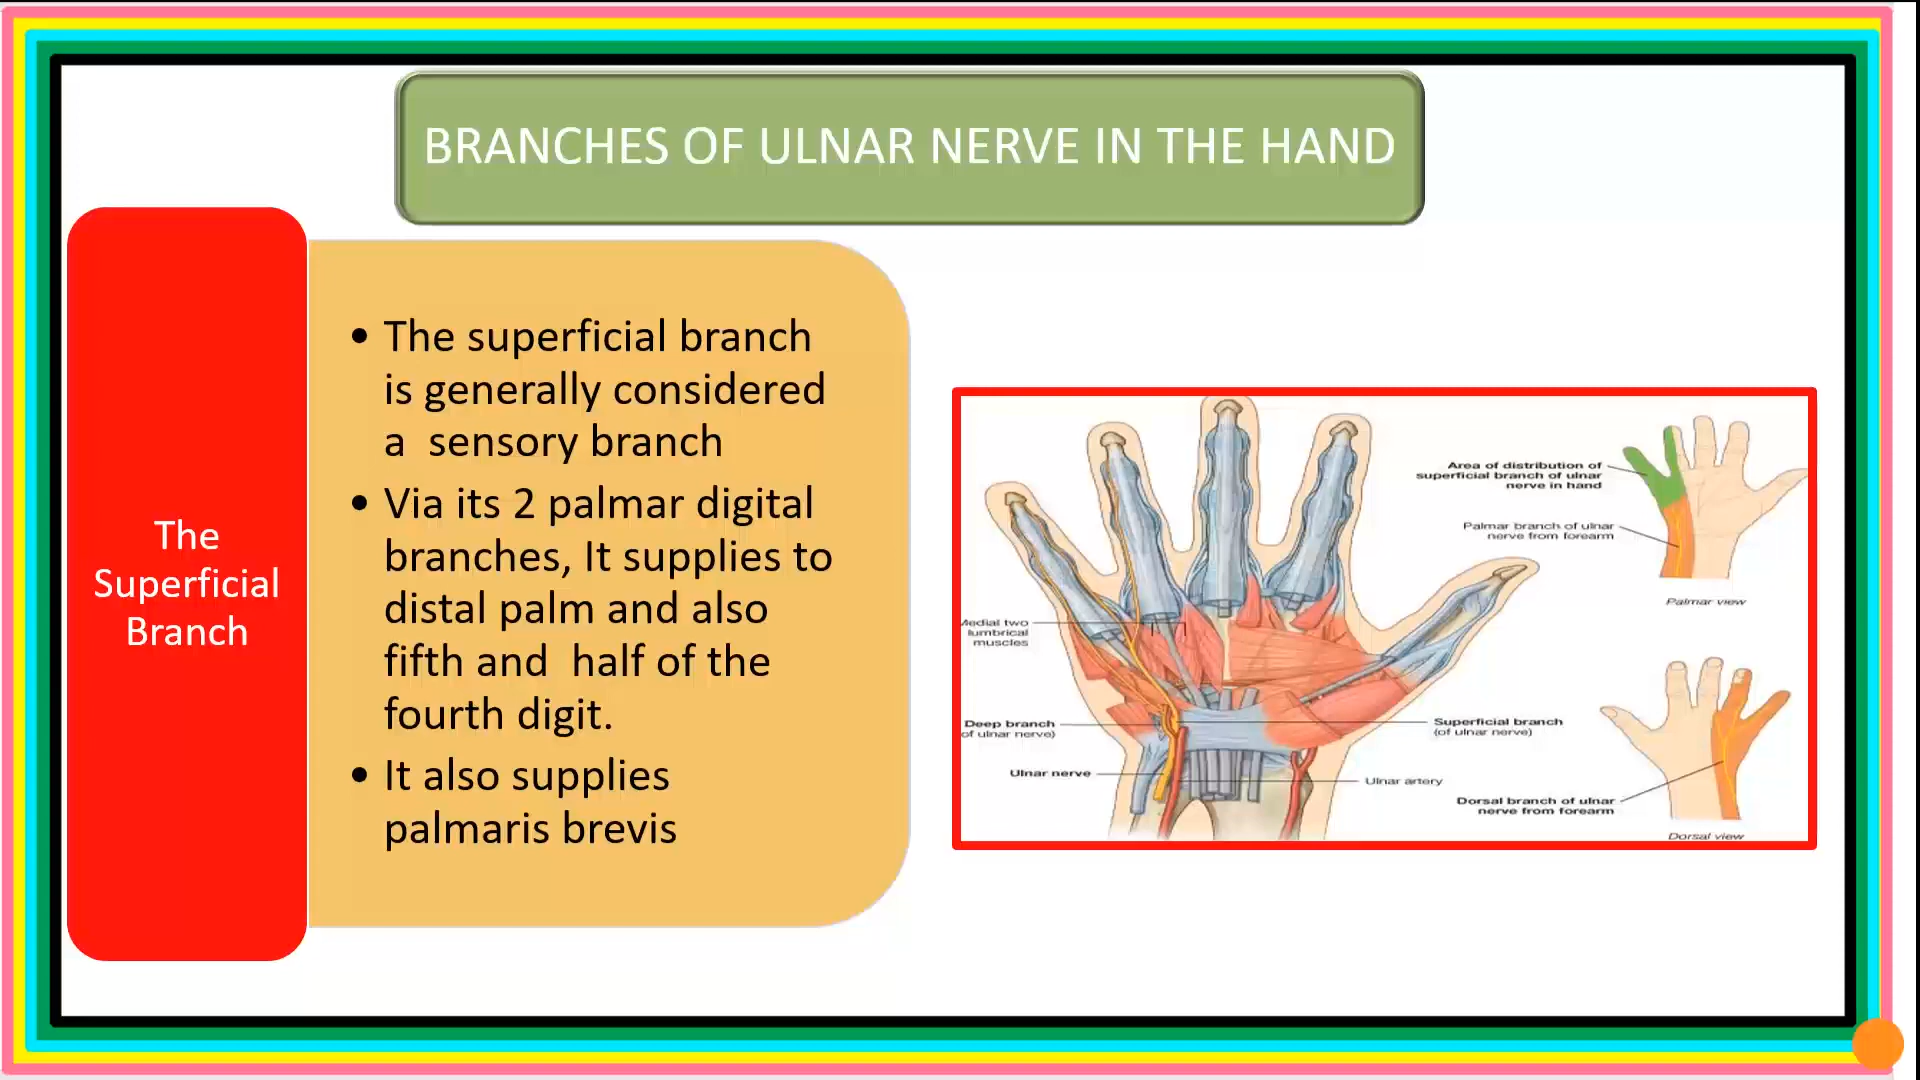 BRANCHES OF ULNAR NERVE IN THE HAND
The
Superficial
Branch
• The superficial branch
is generally considered
a  sensory branch
• Via its 2 palmar digital
branches, It supplies to
distal palm and also
fifth and  half of the
fourth digit.
• It also supplies
palmaris brevis
Medial two
lumbrical
muscles
Deep branch
(of ulnar nerve)
Ulnar nerve
Superficial branch
(of ulnar nerve)
Ulnar artery
Area of distribution of
superficial branch of ulnar
nerve in hand
Palmar branch of ulnar
nerve from forearm
Palmar view
Dorsal branch of ulnar
nerve from forearm
Dorsal view